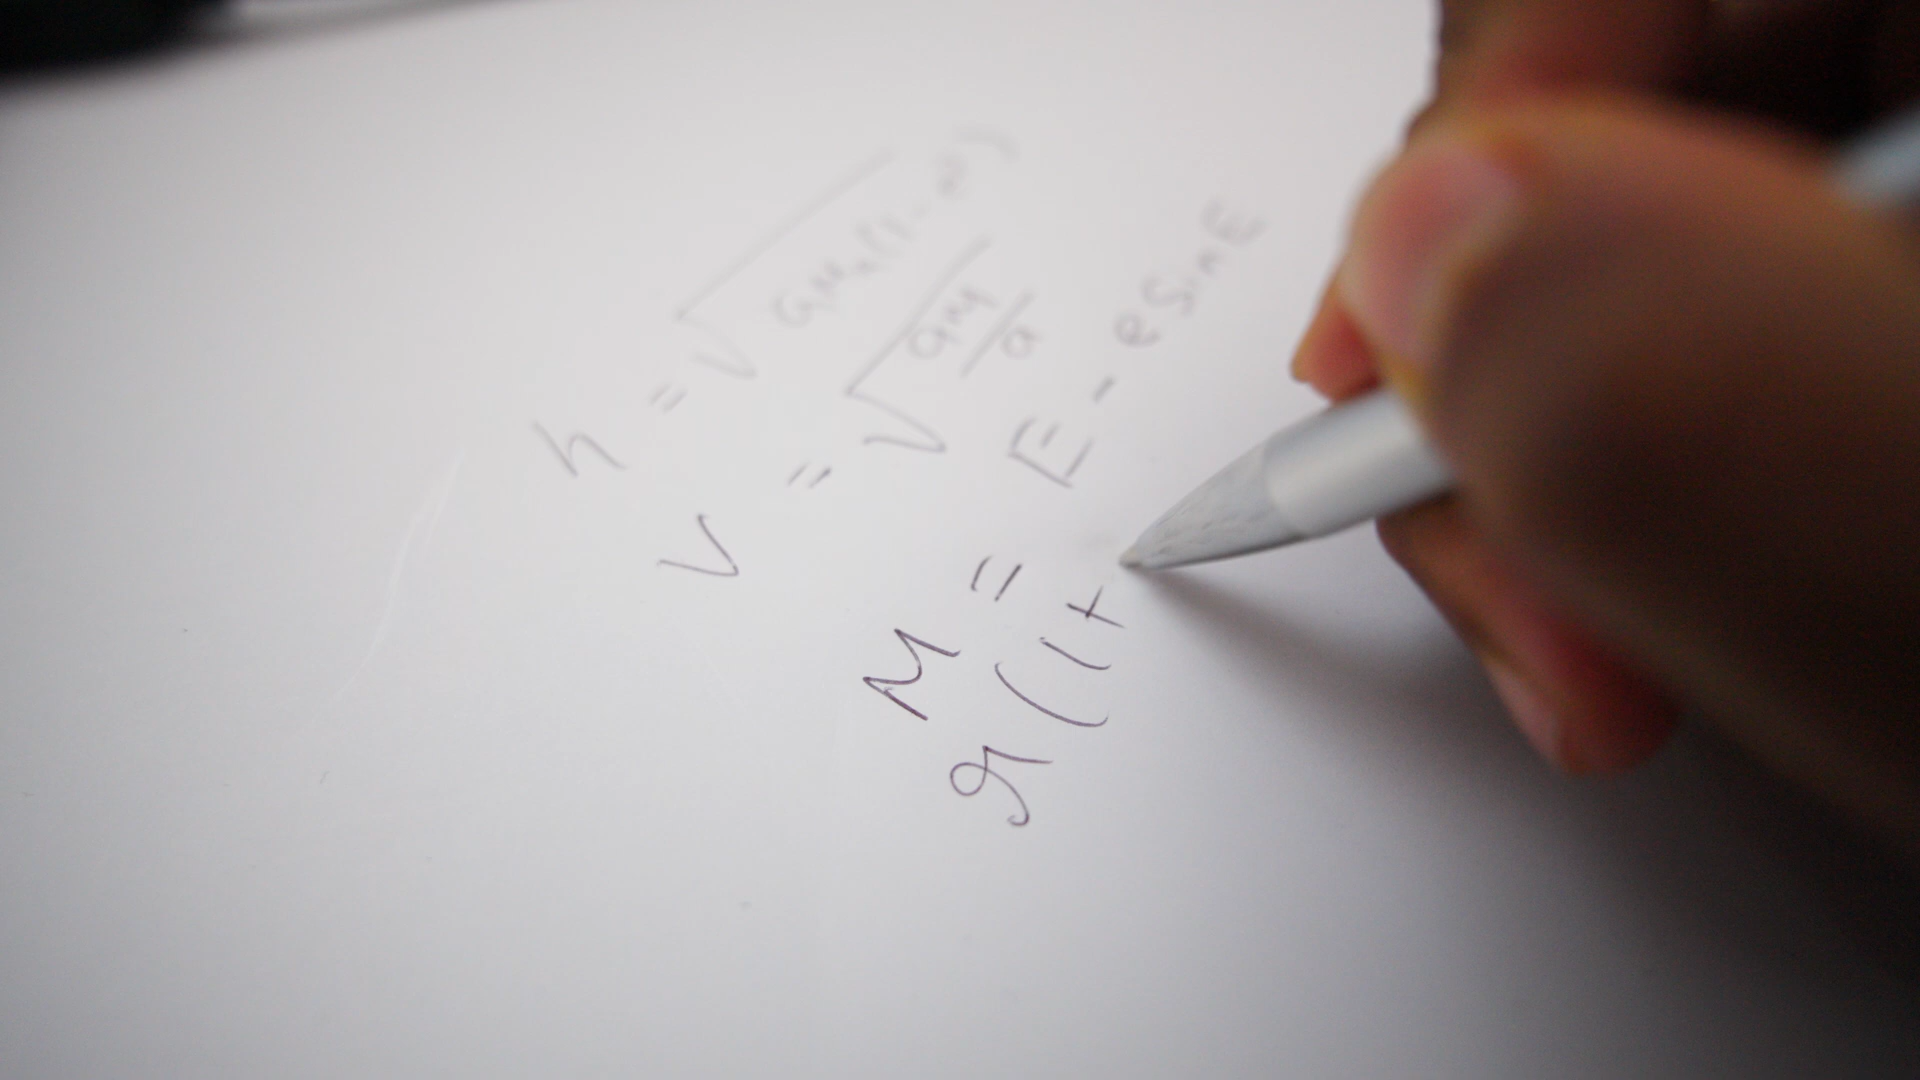 h = √GMa(1-e²)
V = √GM/a
M = E - e sin E
r(1+